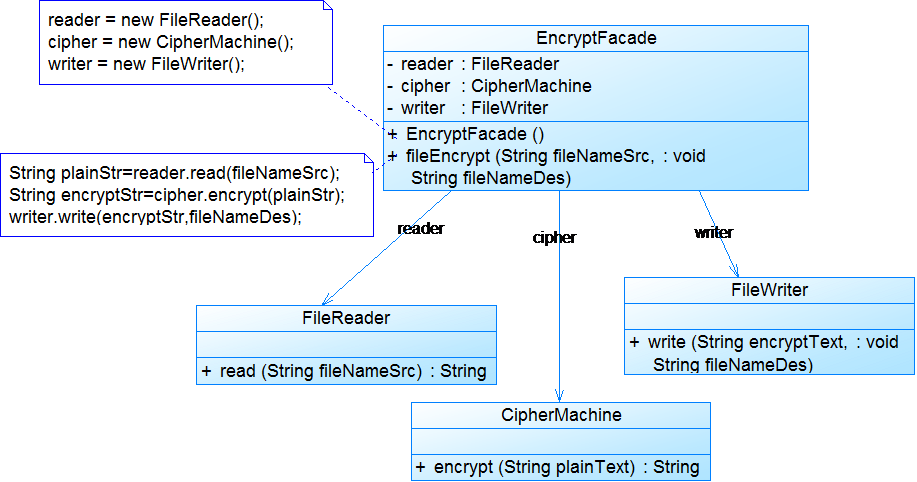 reader = new FileReader();
cipher = new CipherMachine();
writer = new FileWriter();
EncryptFacade
- reader : FileReader
- cipher : CipherMachine
- writer : FileWriter
+ EncryptFacade ()
+ fileEncrypt (String fileNameSrc, : void
String fileNameDes)
String plainStr=reader.read(fileNameSrc);
String encryptStr=cipher.encrypt(plainStr);
writer.write(encryptStr,fileNameDes);
reader
cipher
writer
FileReader
+ read (String fileNameSrc) : String
FileWriter
+ write (String encryptText, : void
String fileNameDes)
CipherMachine
+ encrypt (String plainText) : String